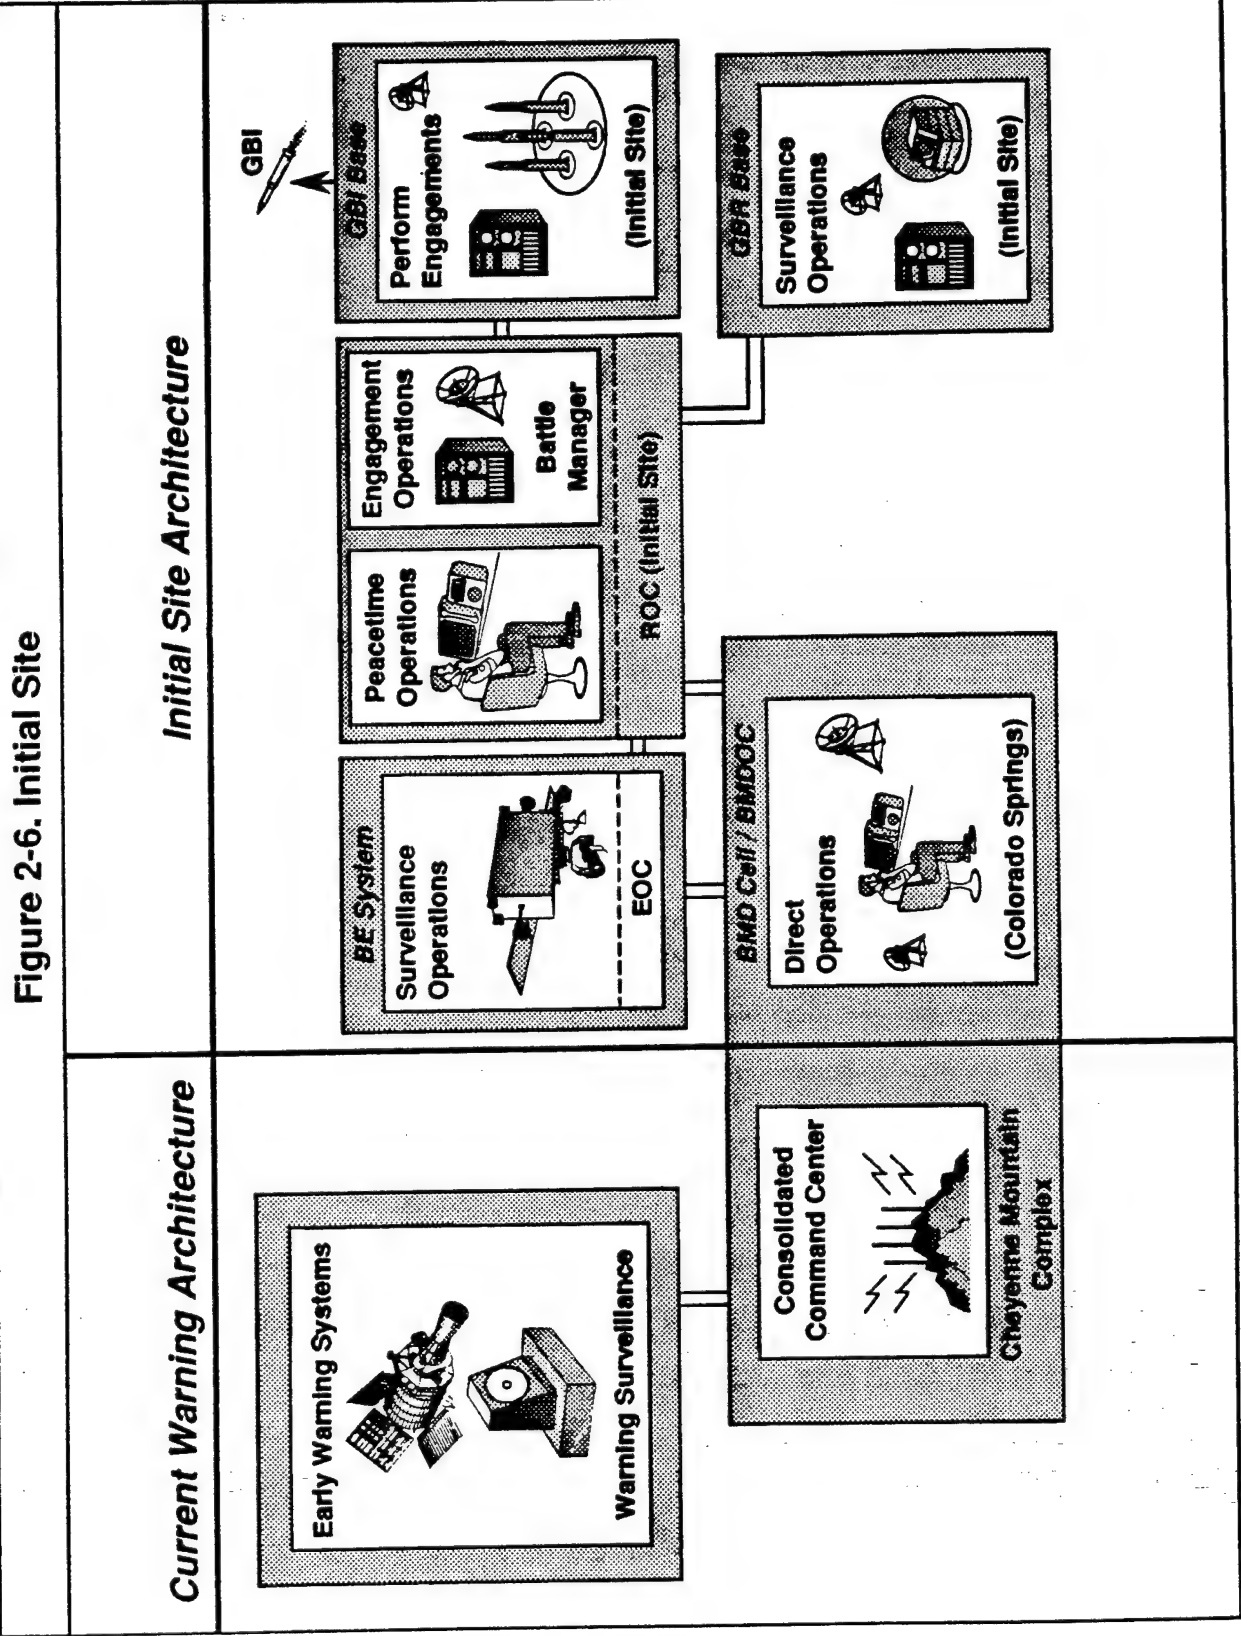 Figure 2-6. Initial Site
Current Warning Architecture
Initial Site Architecture
Early Warning Systems
Warning Surveillance
Consolidated
Command Center
Cheyenne Mountain
Complex
BE System
Surveillance
Operations
EOC
Peacetime
Operations
Engagement
Operations
Battle
Manager
ROC (Initial Site)
GBI
GBI Base
Perform
Engagements
(Initial Site)
BMD Cell / BMDOC
Direct
Operations
(Colorado Springs)
GBR Base
Surveillance
Operations
(Initial Site)